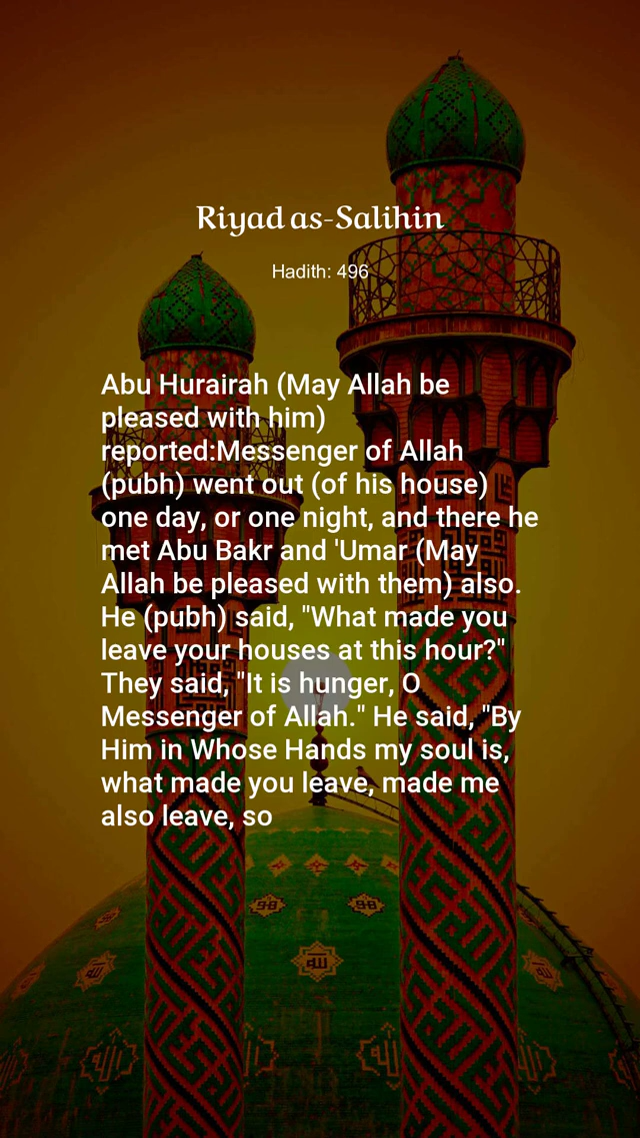 Riyad as-Salihin
Hadith: 496
Abu Hurairah (May Allah be
pleased with him)
reported:Messenger of Allah
(pubh) went out (of his house)
one day, or one night, and there he
met Abu Bakr and 'Umar (May
Allah be pleased with them) also.
He (pubh) said, "What made you
leave your houses at this hour?"
They said, "It is hunger, O
Messenger of Allah." He said, "By
Him in Whose Hands my soul is,
what made you leave, made me
also leave, so